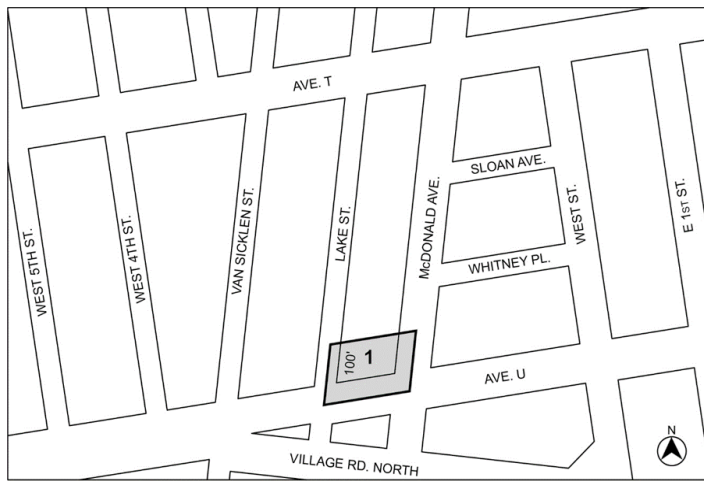 AVE. T
SLOAN AVE.
WEST 5TH ST.
WEST 4TH ST.
VAN SICKLEN ST.
LAKE ST.
McDONALD AVE.
WEST ST.
E 1ST ST.
WHITNEY PL.
100'
1
AVE. U
VILLAGE RD. NORTH
N